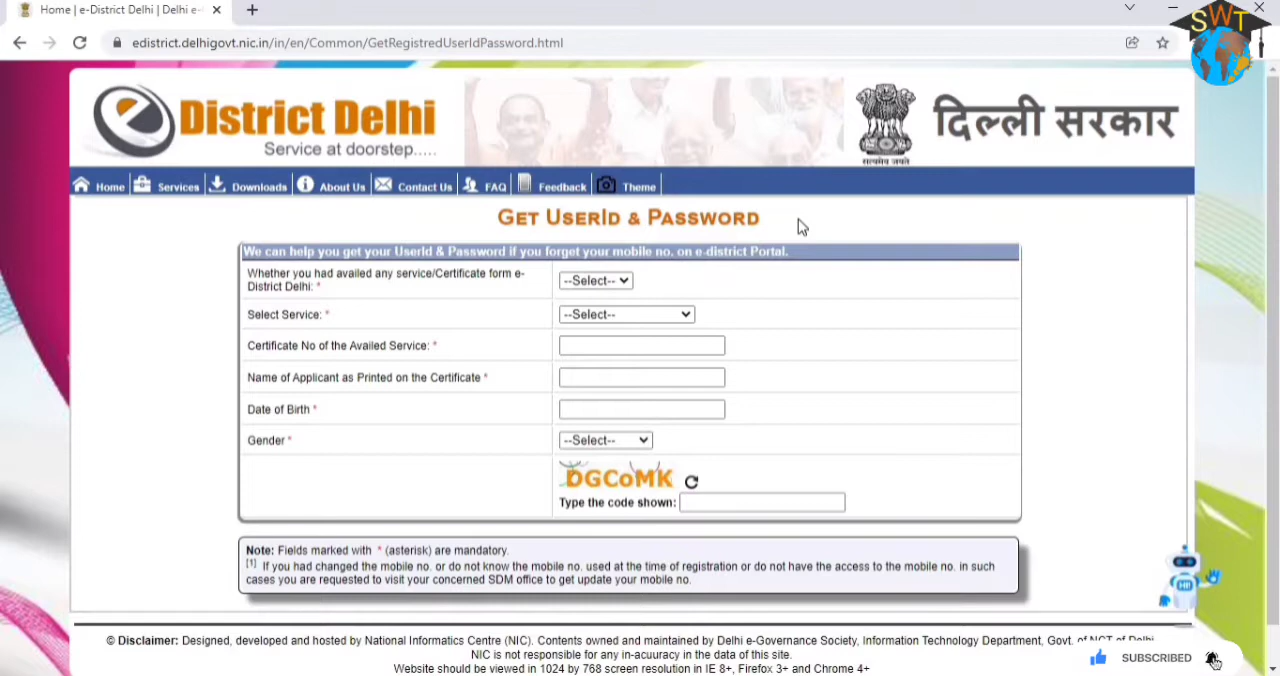 Home | e-District Delhi | Delhi e-
SWT
edistrict.delhigovt.nic.in/in/en/Common/GetRegistredUserIdPassword.html
e District Delhi
Service at doorstep.....
सत्यमेव जयते
दिल्ली सरकार
Home Services Downloads About Us Contact Us FAQ Feedback Theme
GET USERID & PASSWORD
We can help you get your UserId & Password if you forget your mobile no. on e-district Portal.
Whether you had availed any service/Certificate form e-
District Delhi: *
--Select--
Select Service: *
--Select--
Certificate No of the Availed Service: *
Name of Applicant as Printed on the Certificate *
Date of Birth *
Gender *
--Select--
DGCoMK
Type the code shown:
Note: Fields marked with * (asterisk) are mandatory.
[1] If you had changed the mobile no. or do not know the mobile no. used at the time of registration or do not have the access to the mobile no. in such
cases you are requested to visit your concerned SDM office to get update your mobile no.
HI!
© Disclaimer: Designed, developed and hosted by National Informatics Centre (NIC). Contents owned and maintained by Delhi e-Governance Society, Information Technology Department, Govt. of NCT of Delhi.
NIC is not responsible for any in-acuuracy in the data of this site.
Website should be viewed in 1024 by 768 screen resolution in IE 8+, Firefox 3+ and Chrome 4+
SUBSCRIBED